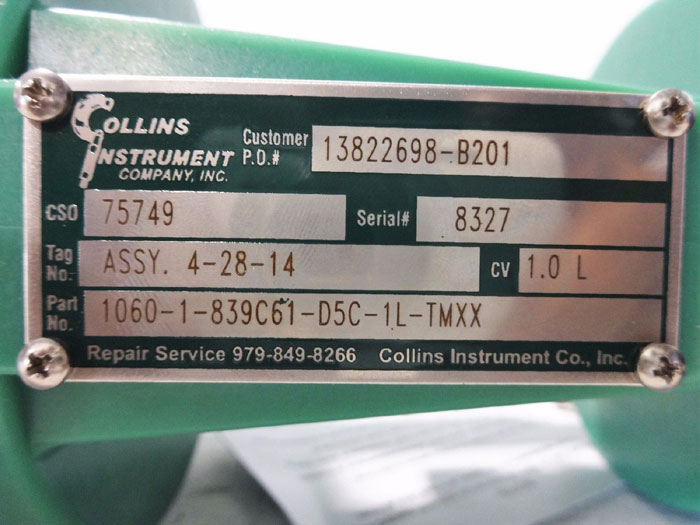 COLLINS
INSTRUMENT
COMPANY, INC.
Customer
P.O.# 13822698-B201
CSO 75749 Serial# 8327
Tag
No. ASSY. 4-28-14 CV 1.0 L
Part
No. 1060-1-839C61-D5C-1L-TMXX
Repair Service 979-849-8266 Collins Instrument Co., Inc.